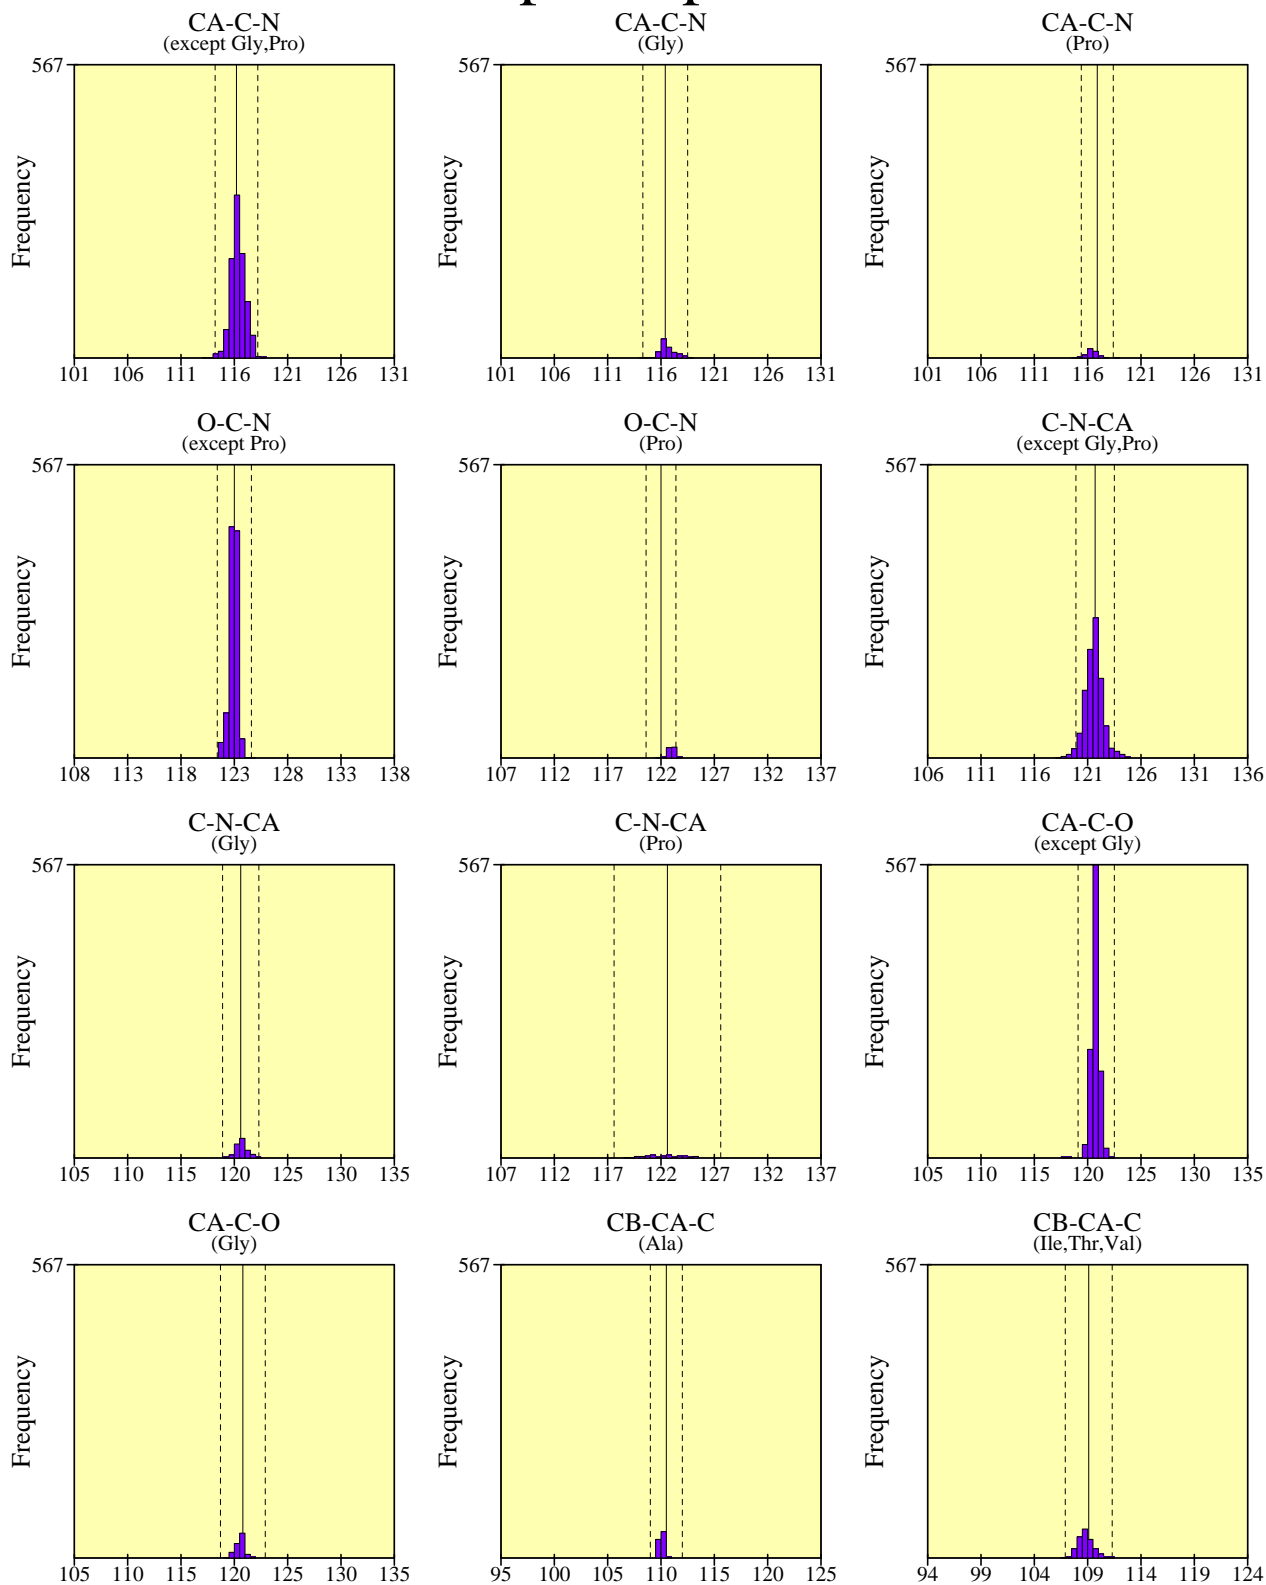 CA-C-N CA-C-N CA-C-N
(except Gly,Pro) (Gly) (Pro)
567 567 567
Frequency Frequency Frequency
101 106 111 116 121 126 131 101 106 111 116 121 126 131 101 106 111 116 121 126 131
O-C-N O-C-N C-N-CA
(except Pro) (Pro) (except Gly,Pro)
567 567 567
Frequency Frequency Frequency
108 113 118 123 128 133 138 107 112 117 122 127 132 137 106 111 116 121 126 131 136
C-N-CA C-N-CA CA-C-O
(Gly) (Pro) (except Gly)
567 567 567
Frequency Frequency Frequency
105 110 115 120 125 130 135 107 112 117 122 127 132 137 105 110 115 120 125 130 135
CA-C-O CB-CA-C CB-CA-C
(Gly) (Ala) (Ile,Thr,Val)
567 567 567
Frequency Frequency Frequency
105 110 115 120 125 130 135 95 100 105 110 115 120 125 94 99 104 109 114 119 124